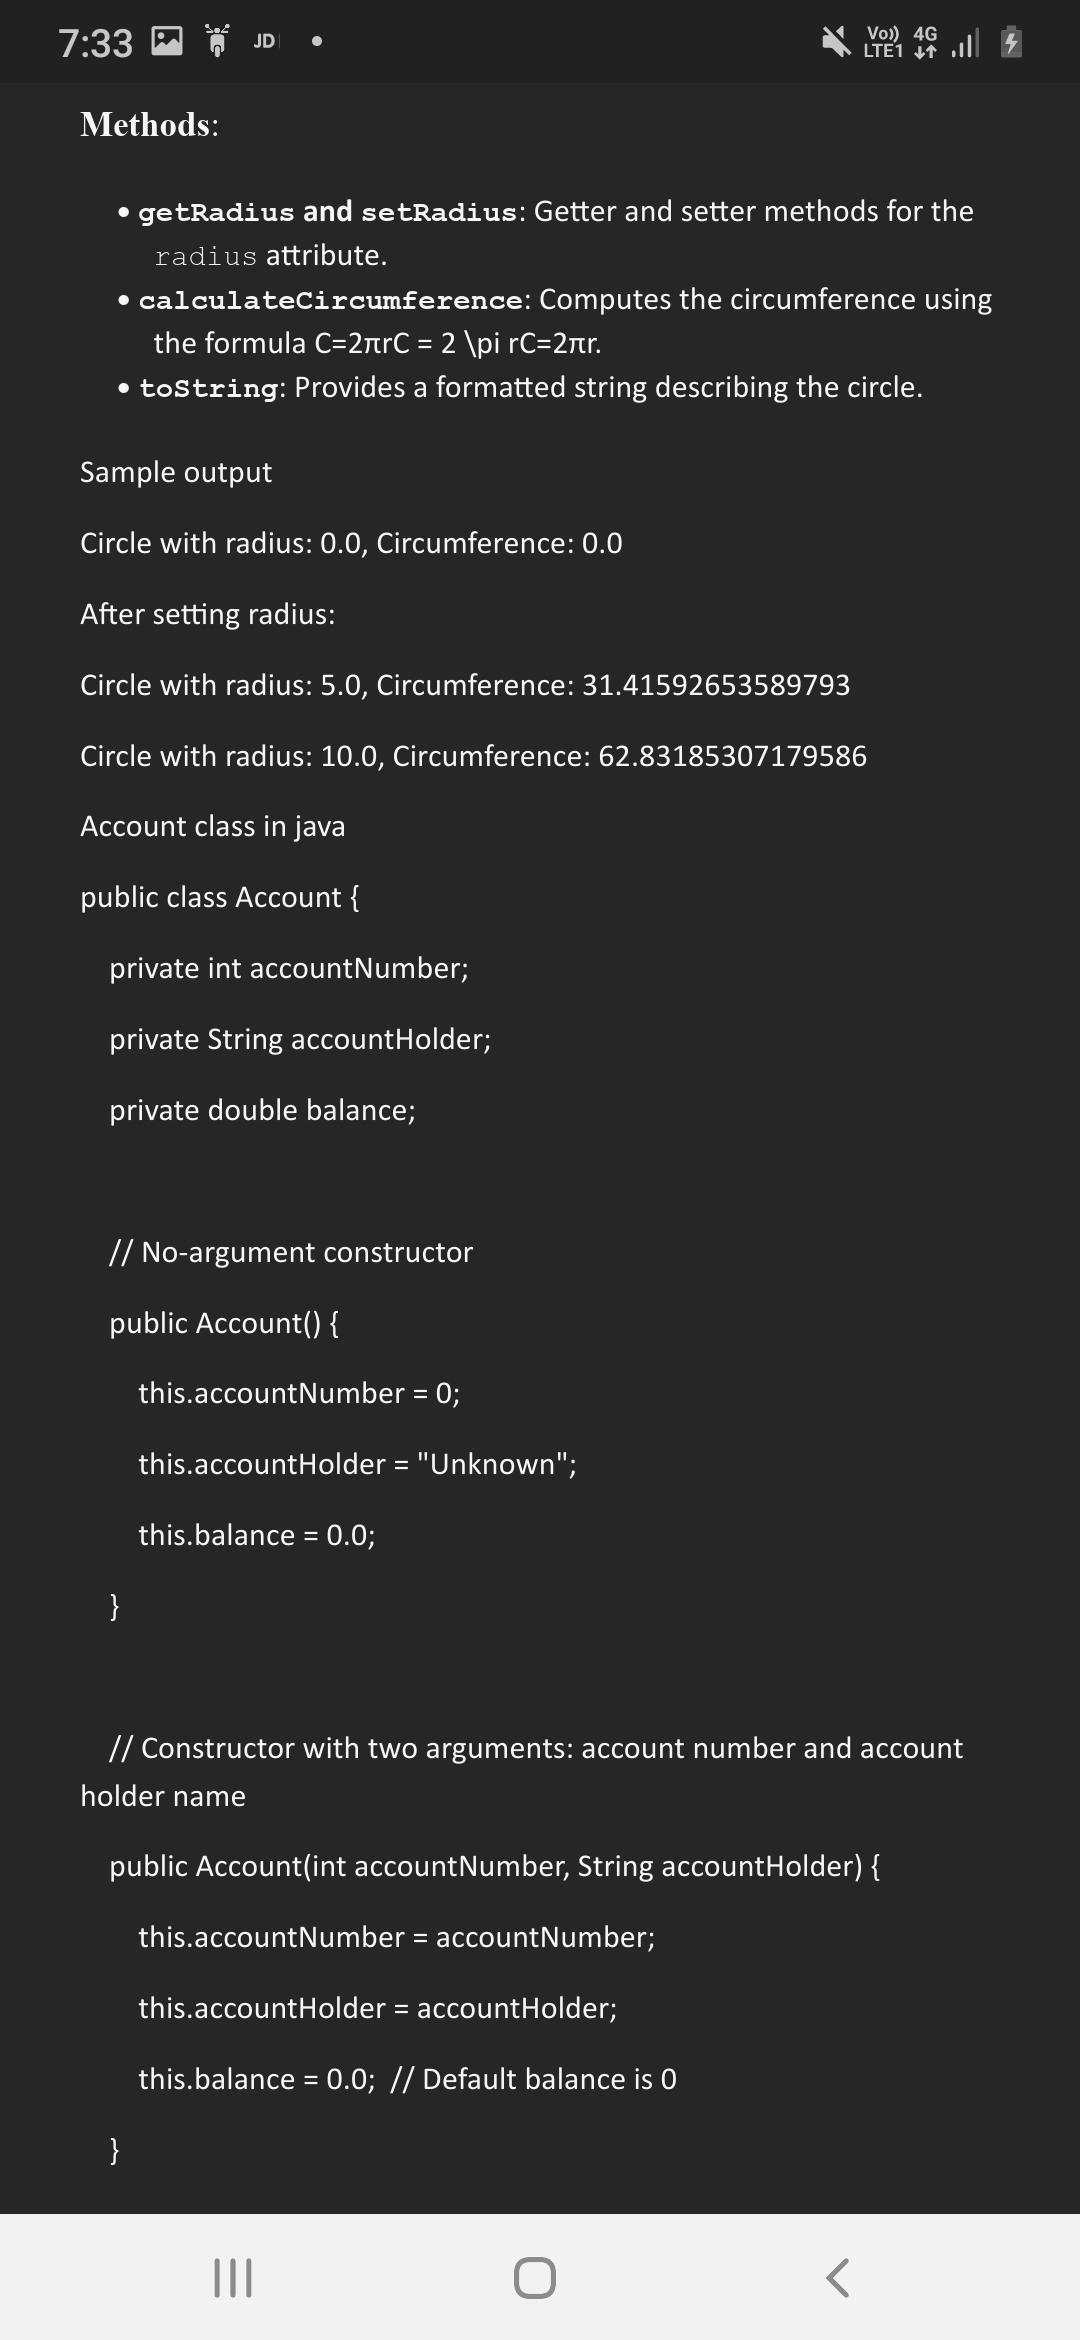 7:33 JD Vo)) LTE1 4G
Methods:
• getRadius and setRadius: Getter and setter methods for the
radius attribute.
• calculateCircumference: Computes the circumference using
the formula C=2πrC = 2 \pi rC=2πr.
• toString: Provides a formatted string describing the circle.
Sample output
Circle with radius: 0.0, Circumference: 0.0
After setting radius:
Circle with radius: 5.0, Circumference: 31.41592653589793
Circle with radius: 10.0, Circumference: 62.83185307179586
Account class in java
public class Account {
private int accountNumber;
private String accountHolder;
private double balance;
// No-argument constructor
public Account() {
this.accountNumber = 0;
this.accountHolder = "Unknown";
this.balance = 0.0;
}
// Constructor with two arguments: account number and account
holder name
public Account(int accountNumber, String accountHolder) {
this.accountNumber = accountNumber;
this.accountHolder = accountHolder;
this.balance = 0.0; // Default balance is 0
}